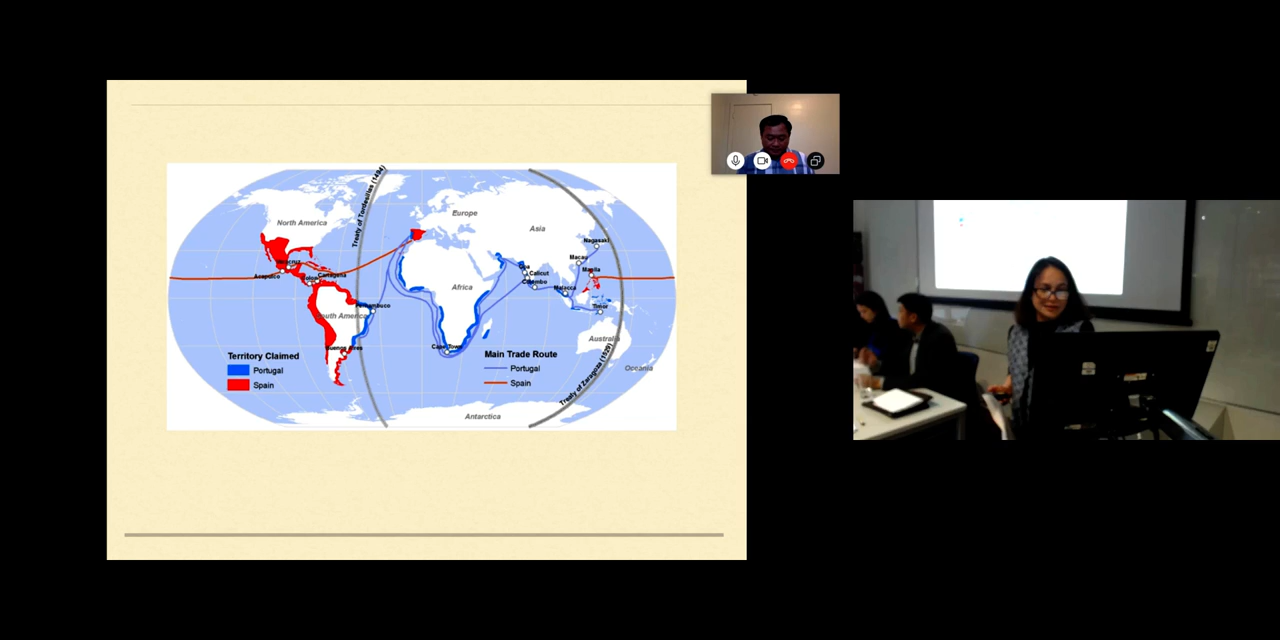 Treaty of Tordesillas (1494)
North America
Europe
Asia
Nagasaki
Macau
Acapulco
Cartagena
Goa
Calicut
Colombo
Manila
Malacca
Africa
Pernambuco
Timor
South America
Buenos Aires
Cape Town
Australia
Oceania
Territory Claimed
Portugal
Spain
Main Trade Route
Portugal
Spain
Treaty of Zaragoza (1529)
Antarctica